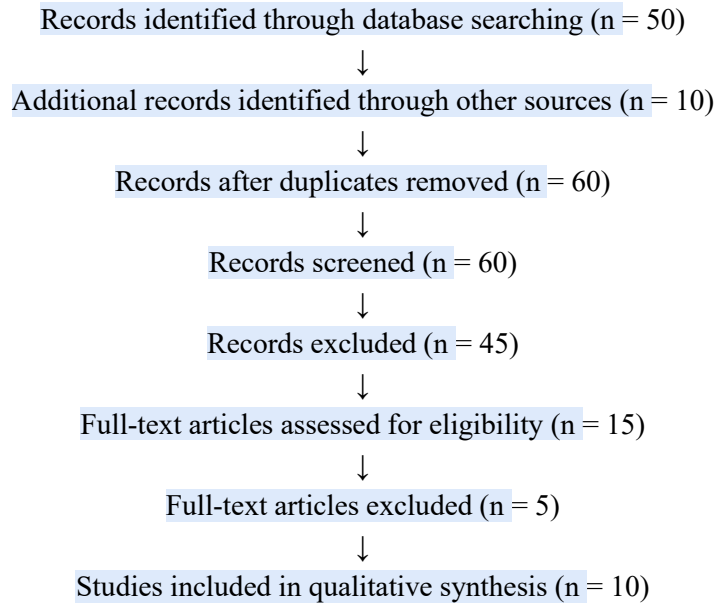 Records identified through database searching (n = 50)
↓
Additional records identified through other sources (n = 10)
↓
Records after duplicates removed (n = 60)
↓
Records screened (n = 60)
↓
Records excluded (n = 45)
↓
Full-text articles assessed for eligibility (n = 15)
↓
Full-text articles excluded (n = 5)
↓
Studies included in qualitative synthesis (n = 10)